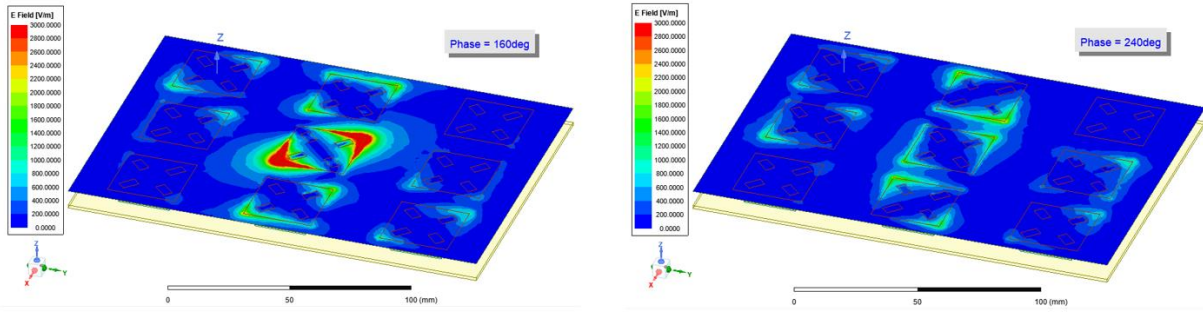 E Field [V/m]
3000.0000
2800.0000
2600.0000
2400.0000
2200.0000
2000.0000
1800.0000
1600.0000
1400.0000
1200.0000
1000.0000
800.0000
600.0000
400.0000
200.0000
0.0000
Z
Phase = 160deg
Z
Y
X
0 50 100 (mm)
E Field [V/m]
3000.0000
2800.0000
2600.0000
2400.0000
2200.0000
2000.0000
1800.0000
1600.0000
1400.0000
1200.0000
1000.0000
800.0000
600.0000
400.0000
200.0000
0.0000
Z
Phase = 240deg
Z
Y
X
0 50 100 (mm)